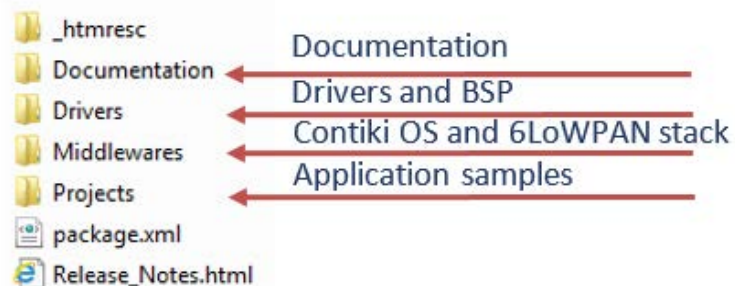 _htmresc
Documentation
Documentation
Drivers and BSP
Drivers
Contiki OS and 6LoWPAN stack
Middlewares
Application samples
Projects
package.xml
Release_Notes.html